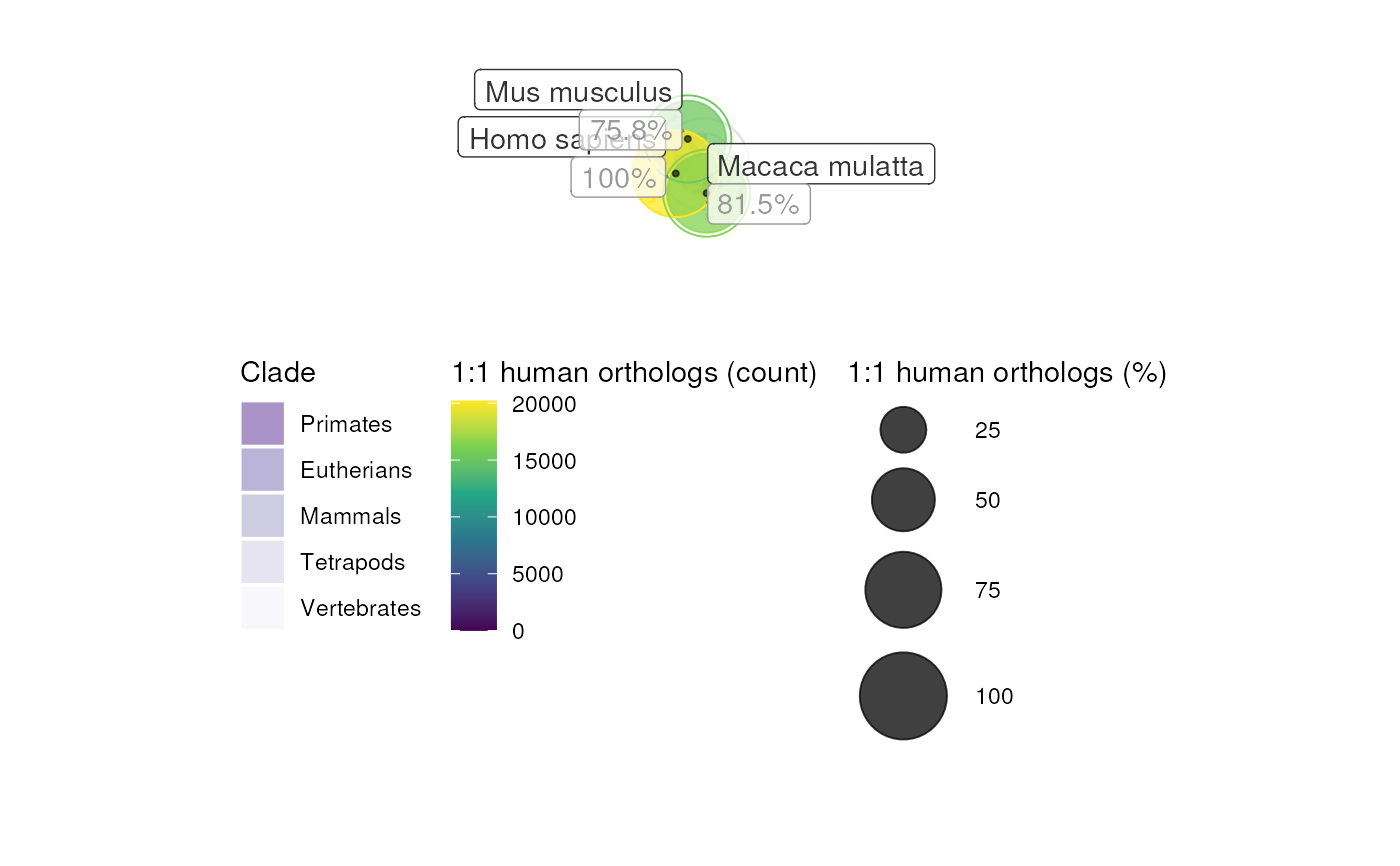 Mus musculus
75.8%
Homo sapiens
100%
Macaca mulatta
81.5%
Clade
Primates
Eutherians
Mammals
Tetrapods
Vertebrates
1:1 human orthologs (count)
20000
15000
10000
5000
0
1:1 human orthologs (%)
25
50
75
100